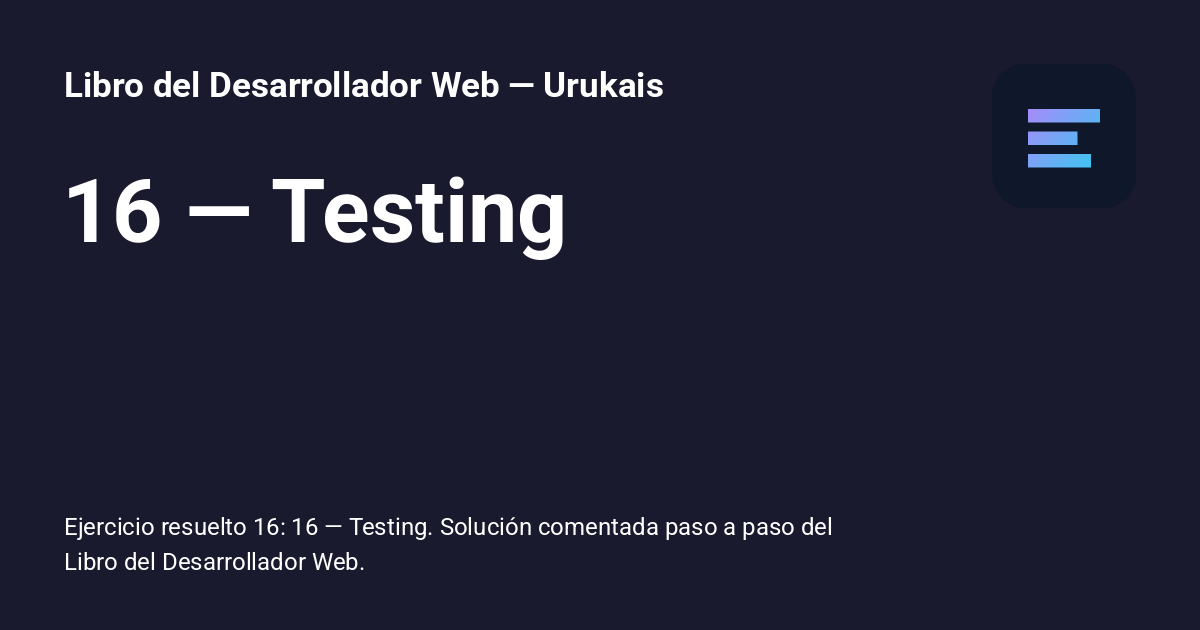 Libro del Desarrollador Web — Urukais
16 — Testing
Ejercicio resuelto 16: 16 — Testing. Solución comentada paso a paso del
Libro del Desarrollador Web.